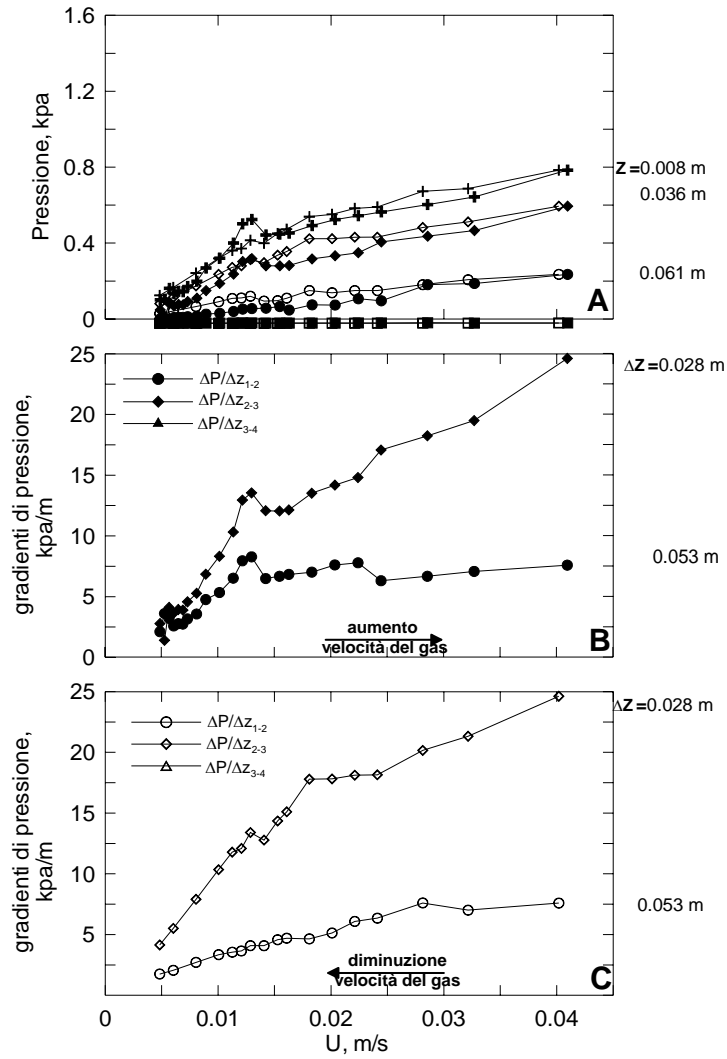 1.6
1.2
0.8
0.4
0
Pressione, kpa
Z=0.008 m
0.036 m
0.061 m
A
25
20
15
10
5
0
gradienti di pressione,
kpa/m
ΔP/Δz1-2
ΔP/Δz2-3
ΔP/Δz3-4
ΔZ=0.028 m
0.053 m
aumento
velocità del gas
B
25
20
15
10
5
gradienti di pressione,
kpa/m
ΔP/Δz1-2
ΔP/Δz2-3
ΔP/Δz3-4
ΔZ=0.028 m
0.053 m
diminuzione
velocità del gas
C
0 0.01 0.02 0.03 0.04
U, m/s